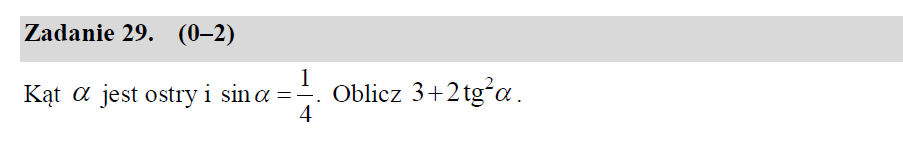 Zadanie 29. (0–2)
Kąt α jest ostry i sin α = 1/4. Oblicz 3+2tg²α.